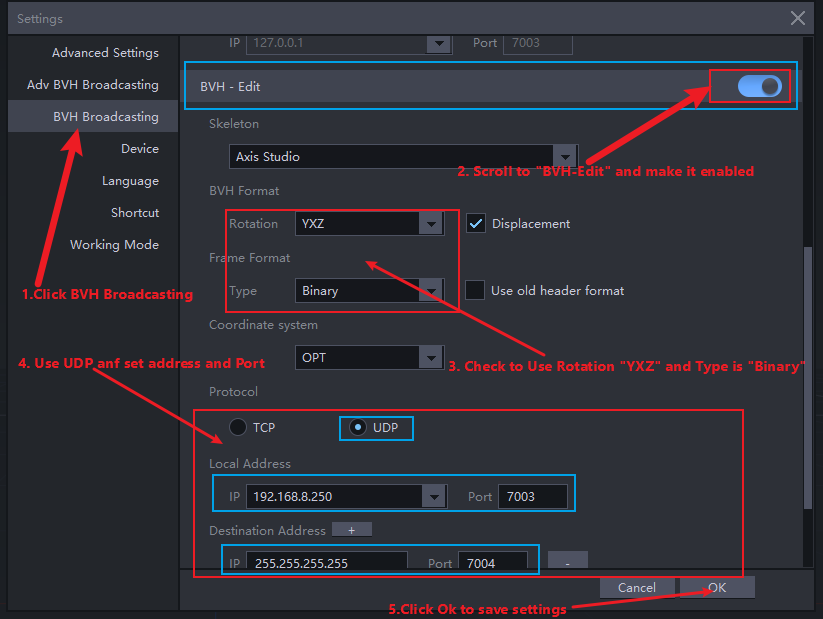 Settings
Advanced Settings
Adv BVH Broadcasting
BVH Broadcasting
Device
Language
Shortcut
Working Mode
1.Click BVH Broadcasting
IP 127.0.0.1 Port 7003
BVH - Edit
Skeleton
Axis Studio
2. Scroll to "BVH-Edit" and make it enabled
BVH Format
Rotation YXZ Displacement
Frame Format
Type Binary Use old header format
Coordinate system
OPT
3. Check to Use Rotation "YXZ" and Type is "Binary"
4. Use UDP anf set address and Port
Protocol
TCP UDP
Local Address
IP 192.168.8.250 Port 7003
Destination Address +
IP 255.255.255.255 Port 7004 -
Cancel OK
5.Click Ok to save settings